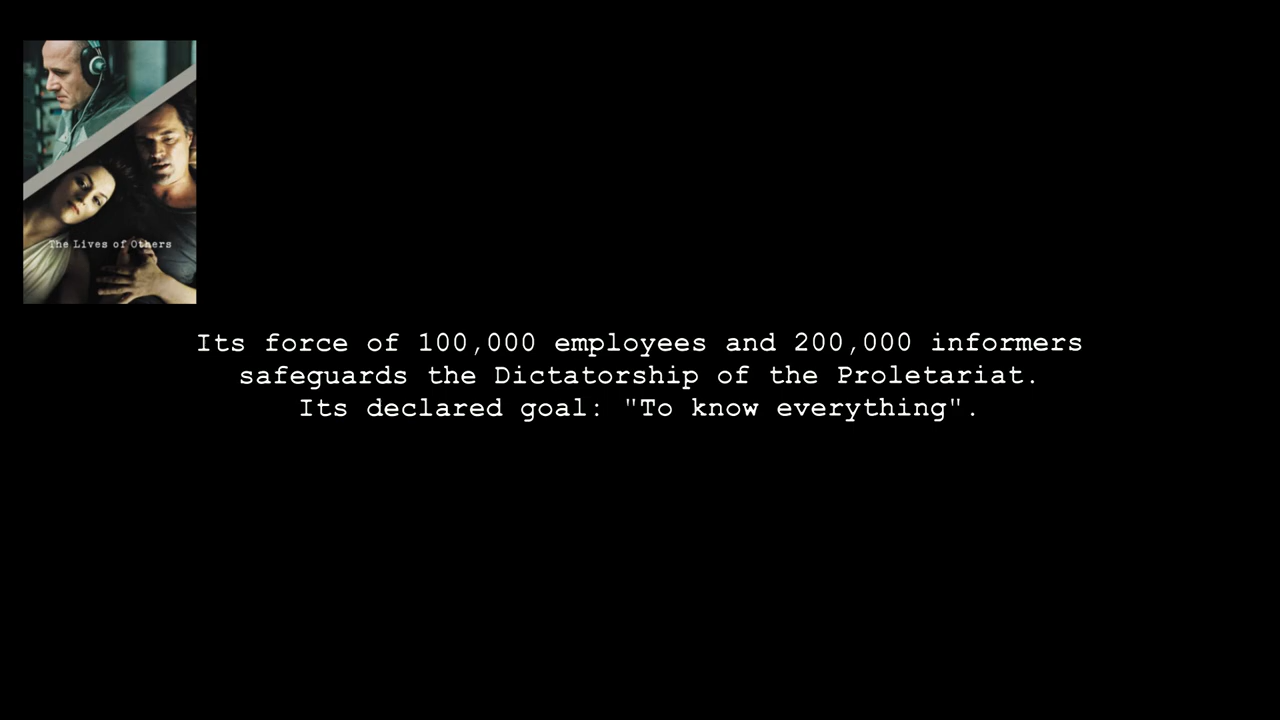 The Lives of Others
Its force of 100,000 employees and 200,000 informers
safeguards the Dictatorship of the Proletariat.
Its declared goal: "To know everything".